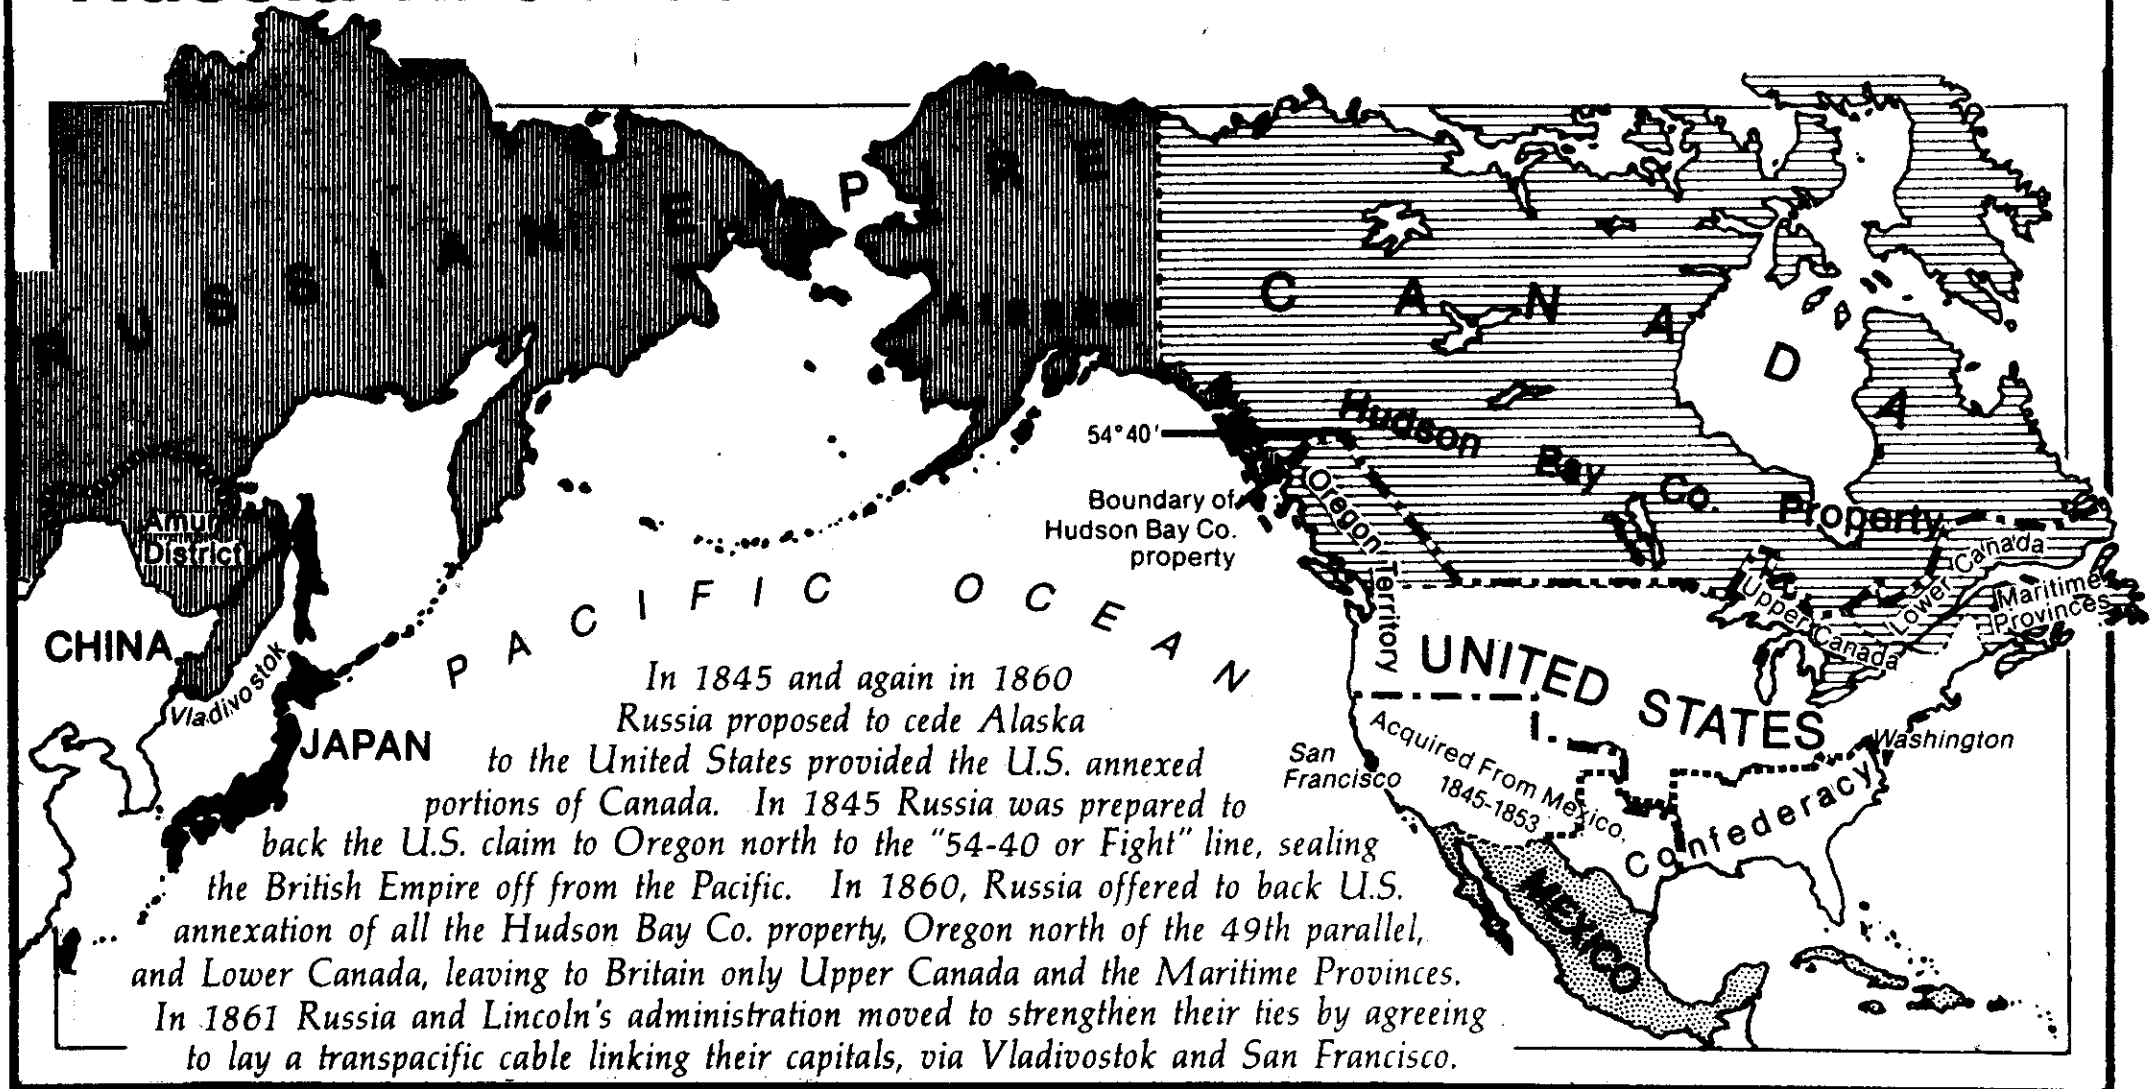 RUSSIAN EMPIRE
Alaska
CANADA
54°40'
Hudson Bay Co. Property
Boundary of
Hudson Bay Co.
property
Oregon Territory
Amur
District
Lower Canada
Upper Canada
Maritime
Provinces
CHINA
Vladivostok
JAPAN
PACIFIC OCEAN
UNITED STATES
Washington
San
Francisco
Acquired From Mexico,
1845-1853
Confederacy
MEXICO
In 1845 and again in 1860
Russia proposed to cede Alaska
to the United States provided the U.S. annexed
portions of Canada. In 1845 Russia was prepared to
back the U.S. claim to Oregon north to the "54-40 or Fight" line, sealing
the British Empire off from the Pacific. In 1860, Russia offered to back U.S.
annexation of all the Hudson Bay Co. property, Oregon north of the 49th parallel,
and Lower Canada, leaving to Britain only Upper Canada and the Maritime Provinces.
In 1861 Russia and Lincoln's administration moved to strengthen their ties by agreeing
to lay a transpacific cable linking their capitals, via Vladivostok and San Francisco.